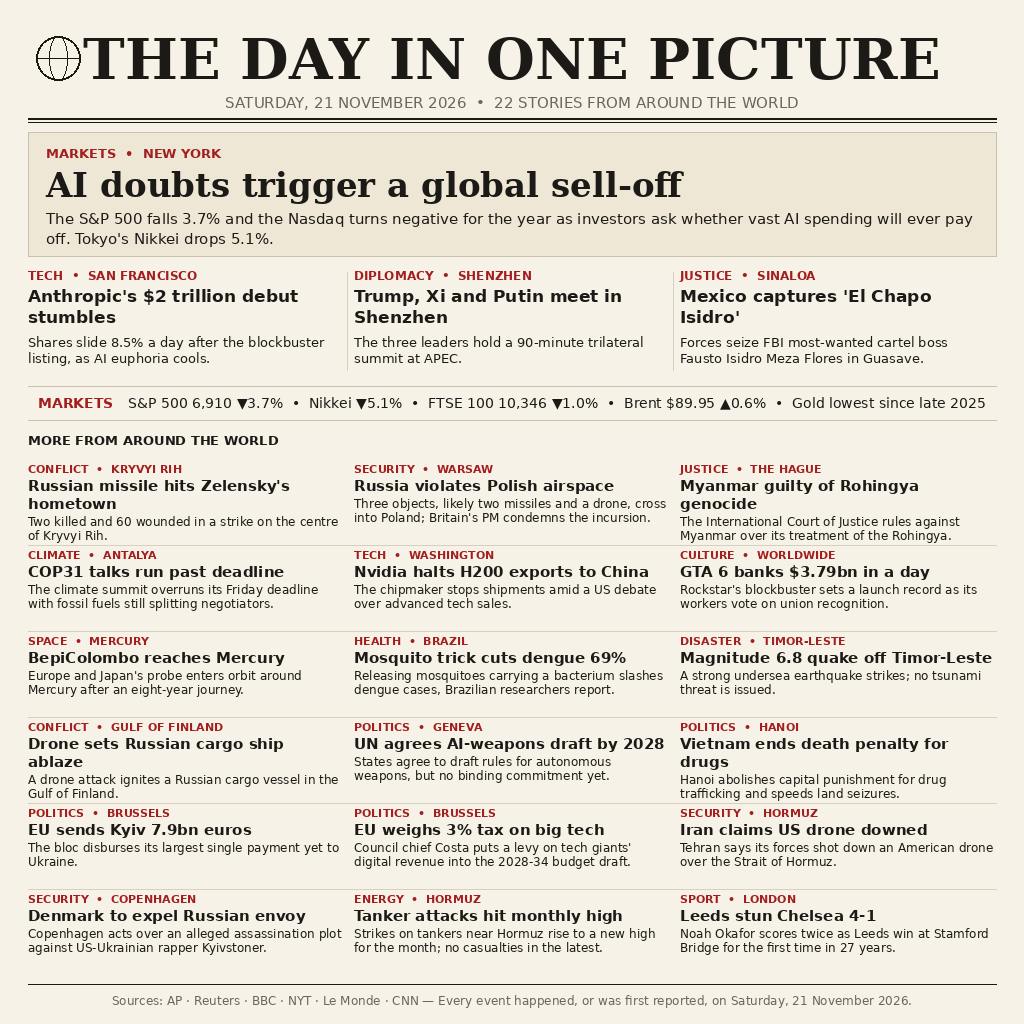 THE DAY IN ONE PICTURE
SATURDAY, 21 NOVEMBER 2026 • 22 STORIES FROM AROUND THE WORLD
MARKETS • NEW YORK
AI doubts trigger a global sell-off
The S&P 500 falls 3.7% and the Nasdaq turns negative for the year as investors ask whether vast AI spending will ever pay
off. Tokyo's Nikkei drops 5.1%.
TECH • SAN FRANCISCO
Anthropic's $2 trillion debut
stumbles
Shares slide 8.5% a day after the blockbuster
listing, as AI euphoria cools.
DIPLOMACY • SHENZHEN
Trump, Xi and Putin meet in
Shenzhen
The three leaders hold a 90-minute trilateral
summit at APEC.
JUSTICE • SINALOA
Mexico captures 'El Chapo
Isidro'
Forces seize FBI most-wanted cartel boss
Fausto Isidro Meza Flores in Guasave.
MARKETS S&P 500 6,910 ▼3.7% • Nikkei ▼5.1% • FTSE 100 10,346 ▼1.0% • Brent $89.95 ▲0.6% • Gold lowest since late 2025
MORE FROM AROUND THE WORLD
CONFLICT • KRYVYI RIH
Russian missile hits Zelensky's
hometown
Two killed and 60 wounded in a strike on the centre
of Kryvyi Rih.
SECURITY • WARSAW
Russia violates Polish airspace
Three objects, likely two missiles and a drone, cross
into Poland; Britain's PM condemns the incursion.
JUSTICE • THE HAGUE
Myanmar guilty of Rohingya
genocide
The International Court of Justice rules against
Myanmar over its treatment of the Rohingya.
CLIMATE • ANTALYA
COP31 talks run past deadline
The climate summit overruns its Friday deadline
with fossil fuels still splitting negotiators.
TECH • WASHINGTON
Nvidia halts H200 exports to China
The chipmaker stops shipments amid a US debate
over advanced tech sales.
CULTURE • WORLDWIDE
GTA 6 banks $3.79bn in a day
Rockstar's blockbuster sets a launch record as its
workers vote on union recognition.
SPACE • MERCURY
BepiColombo reaches Mercury
Europe and Japan's probe enters orbit around
Mercury after an eight-year journey.
HEALTH • BRAZIL
Mosquito trick cuts dengue 69%
Releasing mosquitoes carrying a bacterium slashes
dengue cases, Brazilian researchers report.
DISASTER • TIMOR-LESTE
Magnitude 6.8 quake off Timor-Leste
A strong undersea earthquake strikes; no tsunami
threat is issued.
CONFLICT • GULF OF FINLAND
Drone sets Russian cargo ship
ablaze
A drone attack ignites a Russian cargo vessel in the
Gulf of Finland.
POLITICS • GENEVA
UN agrees AI-weapons draft by 2028
States agree to draft rules for autonomous
weapons, but no binding commitment yet.
POLITICS • HANOI
Vietnam ends death penalty for
drugs
Hanoi abolishes capital punishment for drug
trafficking and speeds land seizures.
POLITICS • BRUSSELS
EU sends Kyiv 7.9bn euros
The bloc disburses its largest single payment yet to
Ukraine.
POLITICS • BRUSSELS
EU weighs 3% tax on big tech
Council chief Costa puts a levy on tech giants'
digital revenue into the 2028-34 budget draft.
SECURITY • HORMUZ
Iran claims US drone downed
Tehran says its forces shot down an American drone
over the Strait of Hormuz.
SECURITY • COPENHAGEN
Denmark to expel Russian envoy
Copenhagen acts over an alleged assassination plot
against US-Ukrainian rapper Kyivstoner.
ENERGY • HORMUZ
Tanker attacks hit monthly high
Strikes on tankers near Hormuz rise to a new high
for the month; no casualties in the latest.
SPORT • LONDON
Leeds stun Chelsea 4-1
Noah Okafor scores twice as Leeds win at Stamford
Bridge for the first time in 27 years.
Sources: AP · Reuters · BBC · NYT · Le Monde · CNN — Every event happened, or was first reported, on Saturday, 21 November 2026.